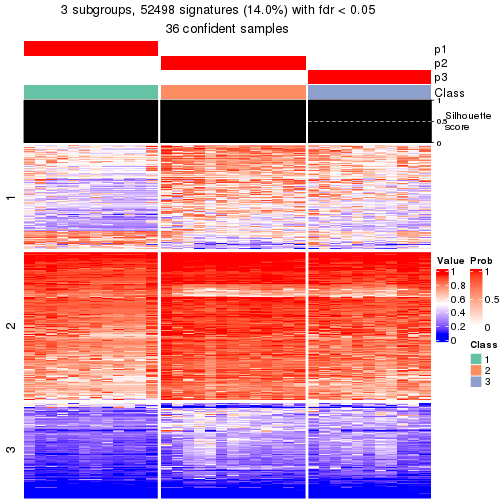 3 subgroups, 52498 signatures (14.0%) with fdr < 0.05
36 confident samples
p1
p2
p3
Class
1
0.5
0
Silhouette
score
1
2
3
Value
1
0.8
0.6
0.4
0.2
0
Prob
1
0.5
0
Class
1
2
3